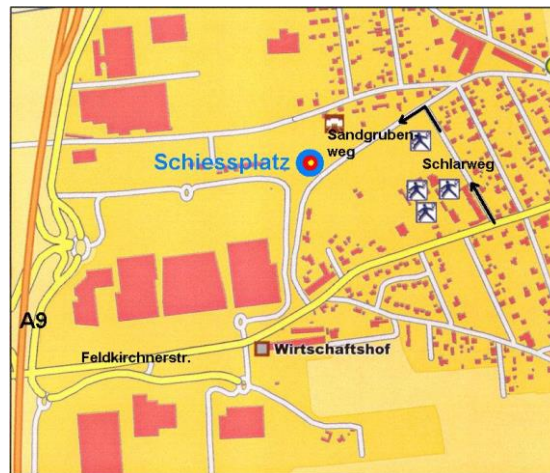 Sandgruben
weg
Schiessplatz
Schlarweg
A9
Feldkirchnerstr.
Wirtschaftshof